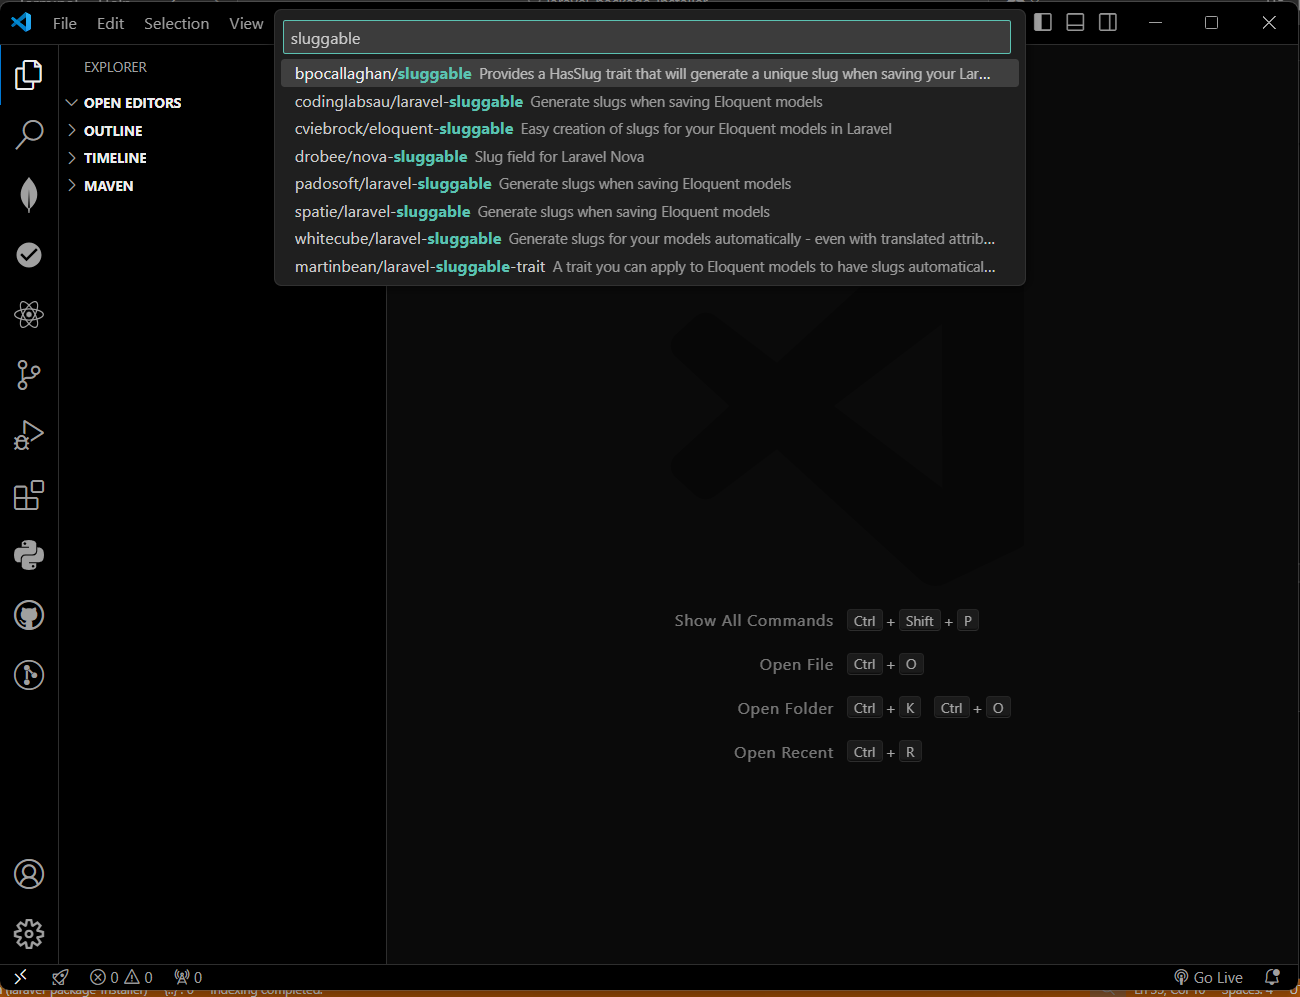 File Edit Selection View
sluggable
bpocallaghan/sluggable Provides a HasSlug trait that will generate a unique slug when saving your Lar...
codinglabsau/laravel-sluggable Generate slugs when saving Eloquent models
cviebrock/eloquent-sluggable Easy creation of slugs for your Eloquent models in Laravel
drobee/nova-sluggable Slug field for Laravel Nova
padosoft/laravel-sluggable Generate slugs when saving Eloquent models
spatie/laravel-sluggable Generate slugs when saving Eloquent models
whitecube/laravel-sluggable Generate slugs for your models automatically - even with translated attrib...
martinbean/laravel-sluggable-trait A trait you can apply to Eloquent models to have slugs automatical...
EXPLORER
OPEN EDITORS
OUTLINE
TIMELINE
MAVEN
Show All Commands Ctrl + Shift + P
Open File Ctrl + O
Open Folder Ctrl + K Ctrl + O
Open Recent Ctrl + R
0 0 0 Go Live